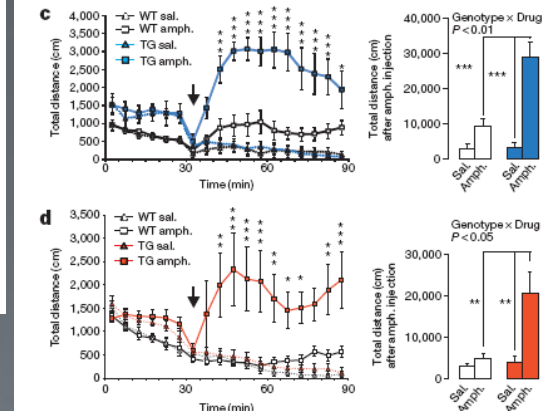 c
4,000
3,500
3,000
2,500
2,000
1,500
1,000
500
0
Total distance (cm)
WT sal.
WT amph.
TG sal.
TG amph.
0
30
60
90
Time (min)
***
***
***
***
***
***
***
***
***
**
40,000
30,000
20,000
10,000
0
Total distance (cm)
after amph. injection
Genotype × Drug
P < 0.01
***
***
Sal.
Amph.
Sal.
Amph.
d
3,500
3,000
2,500
2,000
1,500
1,000
500
0
Total distance (cm)
WT sal.
WT amph.
TG sal.
TG amph.
0
30
60
90
Time (min)
**
***
***
***
**
*
*
**
**
30,000
20,000
10,000
0
Total distance (cm)
after amph. injection
Genotype × Drug
P < 0.05
**
**
Sal.
Amph.
Sal.
Amph.